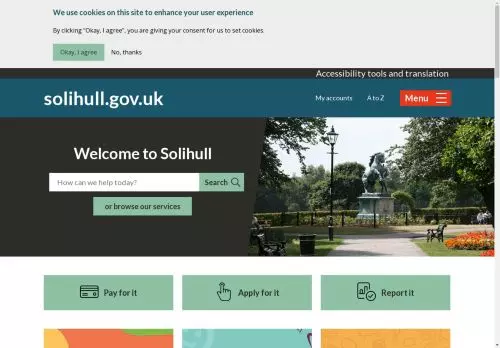 We use cookies on this site to enhance your user experience
By clicking "Okay, I agree", you are giving your consent for us to set cookies.
Okay, I agree
No, thanks
Accessibility tools and translation
solihull.gov.uk
My accounts
A to Z
Menu
Welcome to Solihull
How can we help today?
Search
or browse our services
Pay for it
Apply for it
Report it